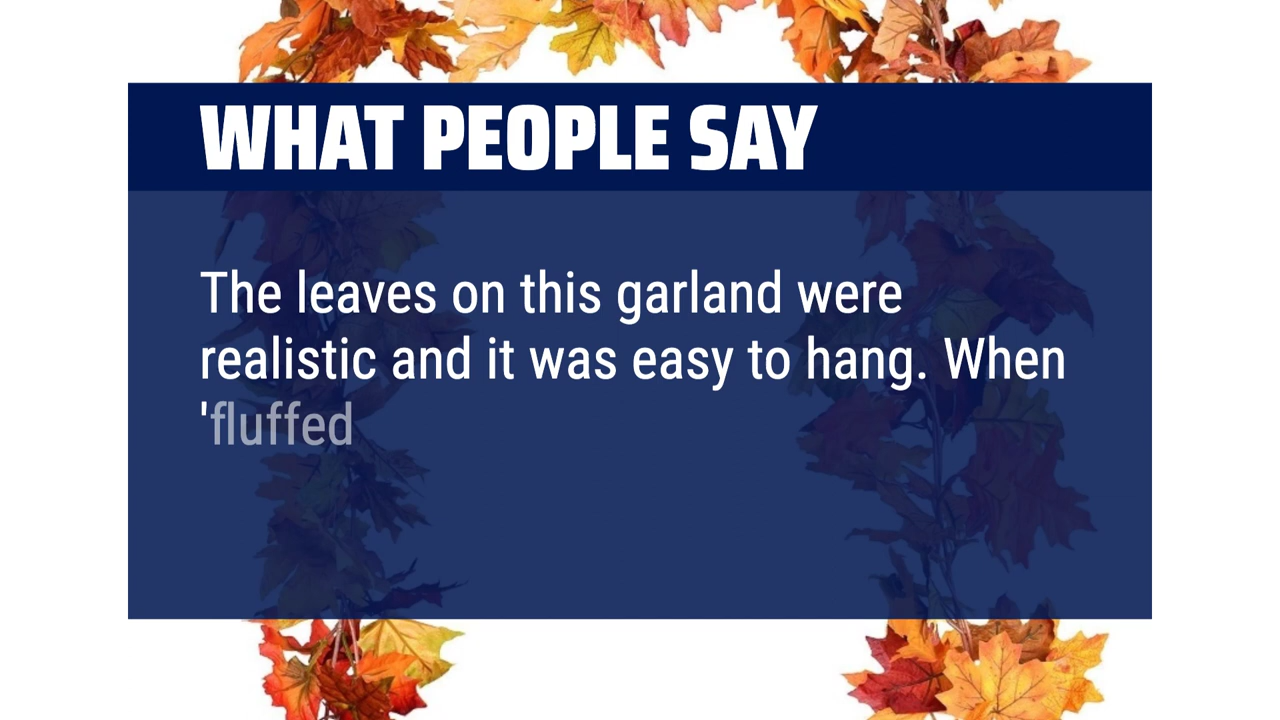 WHAT PEOPLE SAY
The leaves on this garland were
realistic and it was easy to hang. When
'fluffed